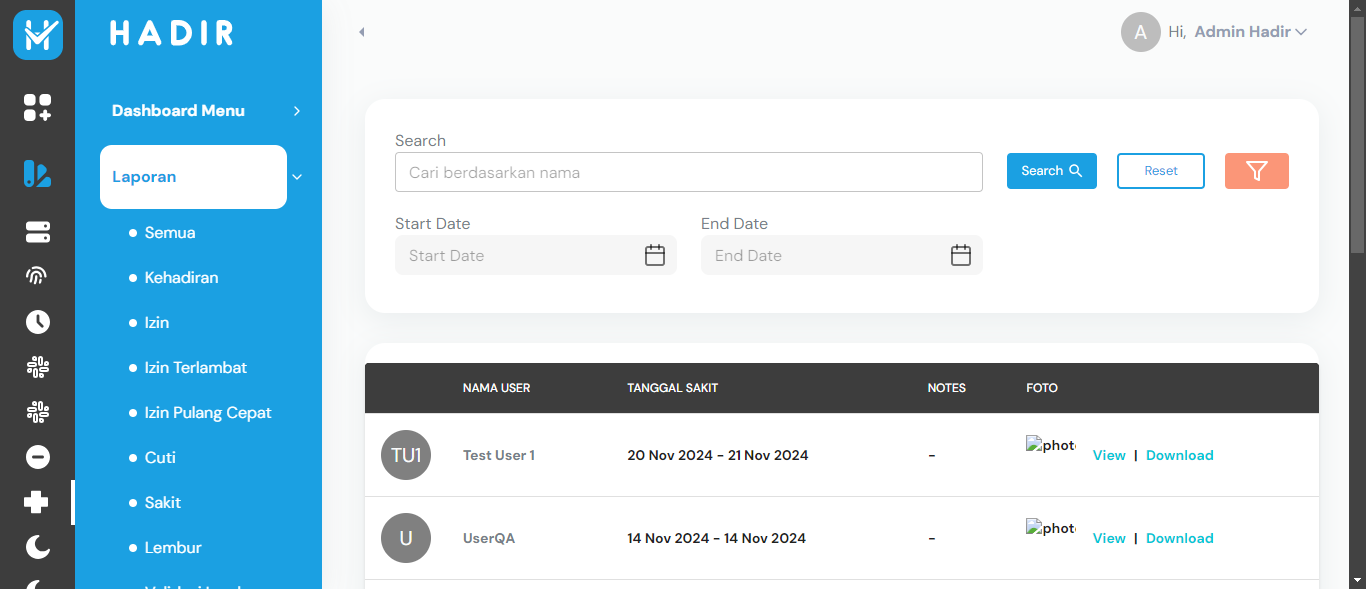 HADIR
A
Hi, Admin Hadir
Dashboard Menu
Laporan
Semua
Kehadiran
Izin
Izin Terlambat
Izin Pulang Cepat
Cuti
Sakit
Lembur
Search
Cari berdasarkan nama
Search
Reset
Start Date
End Date
Start Date
End Date
NAMA USER TANGGAL SAKIT NOTES FOTO
TU1 Test User 1 20 Nov 2024 - 21 Nov 2024 - phot View | Download
U UserQA 14 Nov 2024 - 14 Nov 2024 - phot View | Download